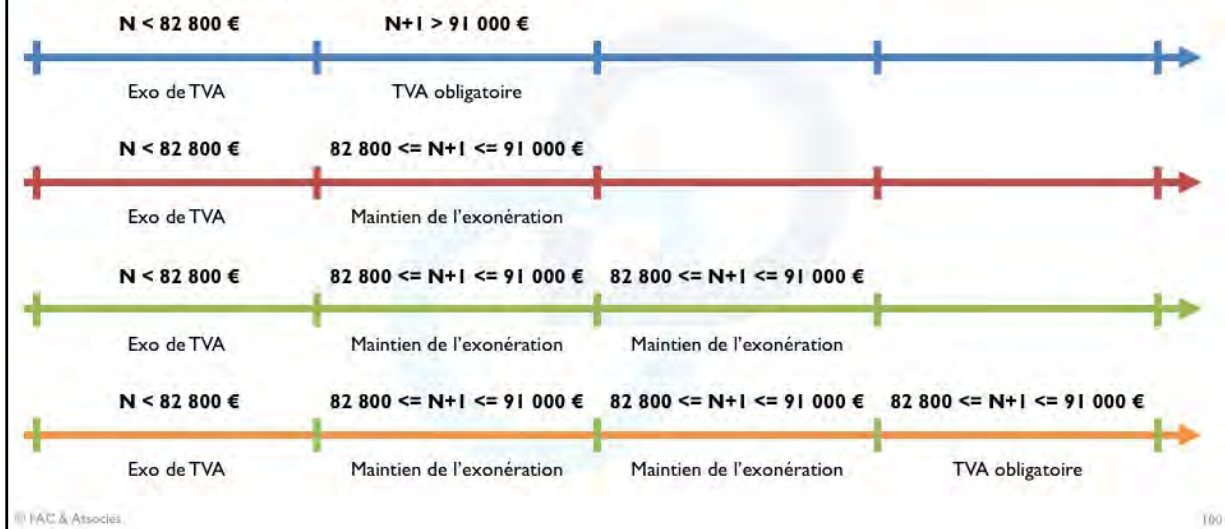 N < 82 800 € N+1 > 91 000 €
Exo de TVA TVA obligatoire
N < 82 800 € 82 800 <= N+1 <= 91 000 €
Exo de TVA Maintien de l'exonération
N < 82 800 € 82 800 <= N+1 <= 91 000 € 82 800 <= N+1 <= 91 000 €
Exo de TVA Maintien de l'exonération Maintien de l'exonération
N < 82 800 € 82 800 <= N+1 <= 91 000 € 82 800 <= N+1 <= 91 000 € 82 800 <= N+1 <= 91 000 €
Exo de TVA Maintien de l'exonération Maintien de l'exonération TVA obligatoire
© FAC & Associés 100